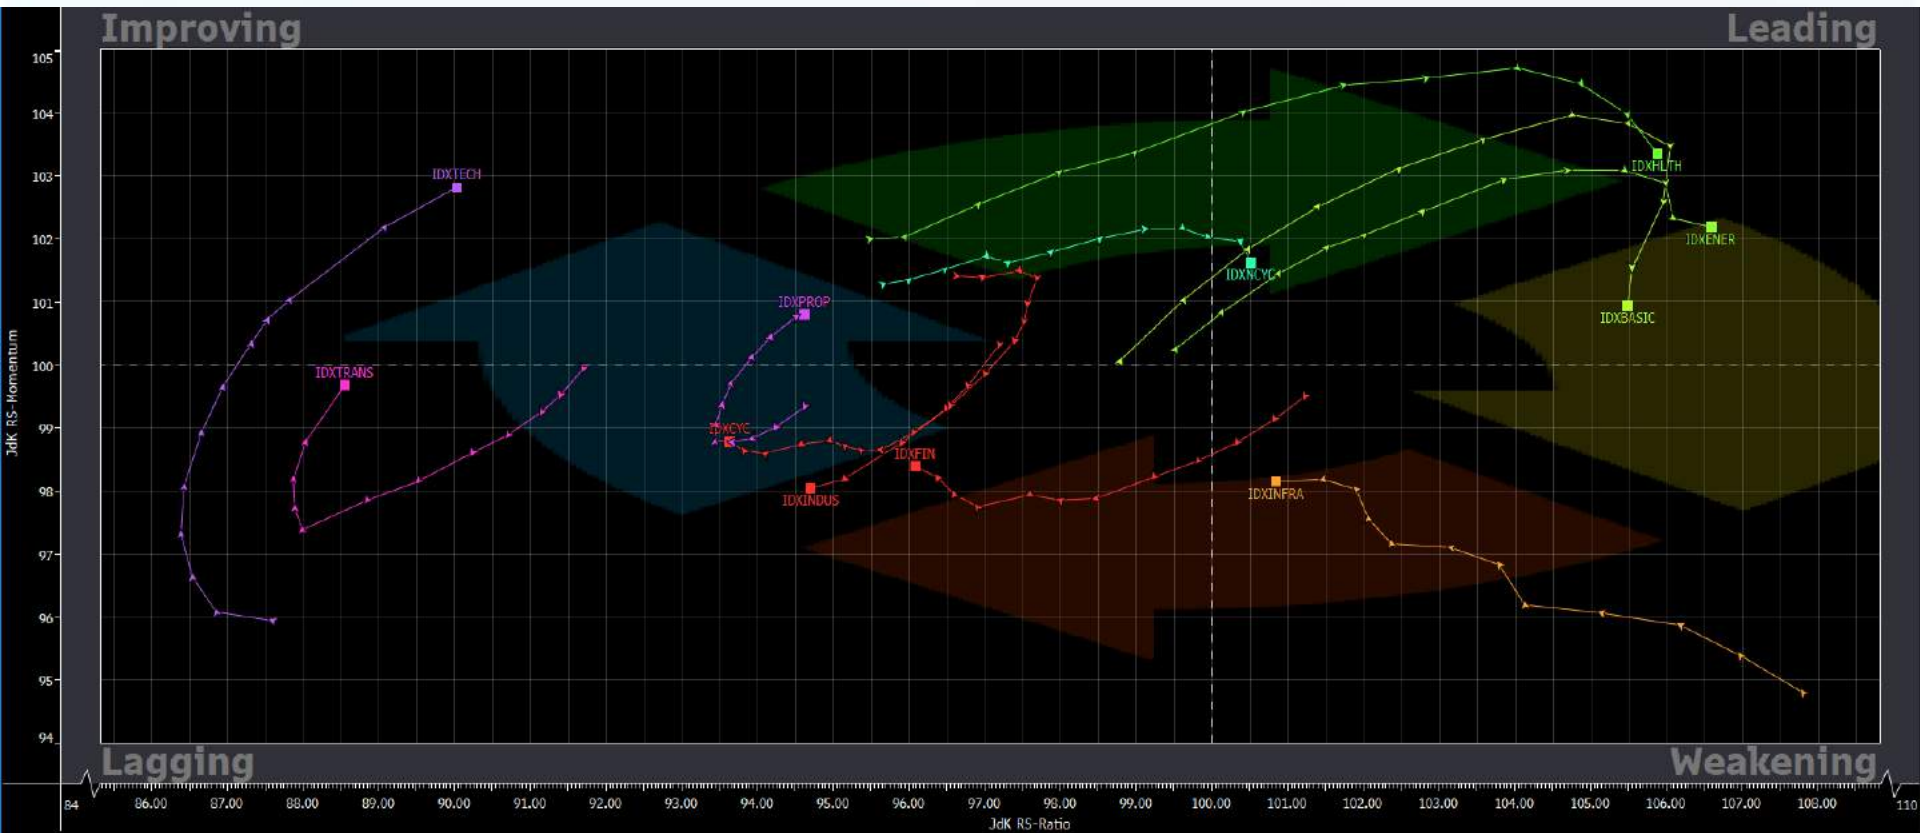 Improving
Leading
105
104
103
102
101
100
99
98
97
96
95
94
JdK RS-Momentum
IDXTECH
IDXHLTH
IDXENER
IDXNCYC
IDXPROP
IDXBASIC
IDXTRANS
IDXCYC
IDXFIN
IDXINDUS
IDXINFRA
Lagging
Weakening
84 86.00 87.00 88.00 89.00 90.00 91.00 92.00 93.00 94.00 95.00 96.00 97.00 98.00 99.00 100.00 101.00 102.00 103.00 104.00 105.00 106.00 107.00 108.00 110
JdK RS-Ratio